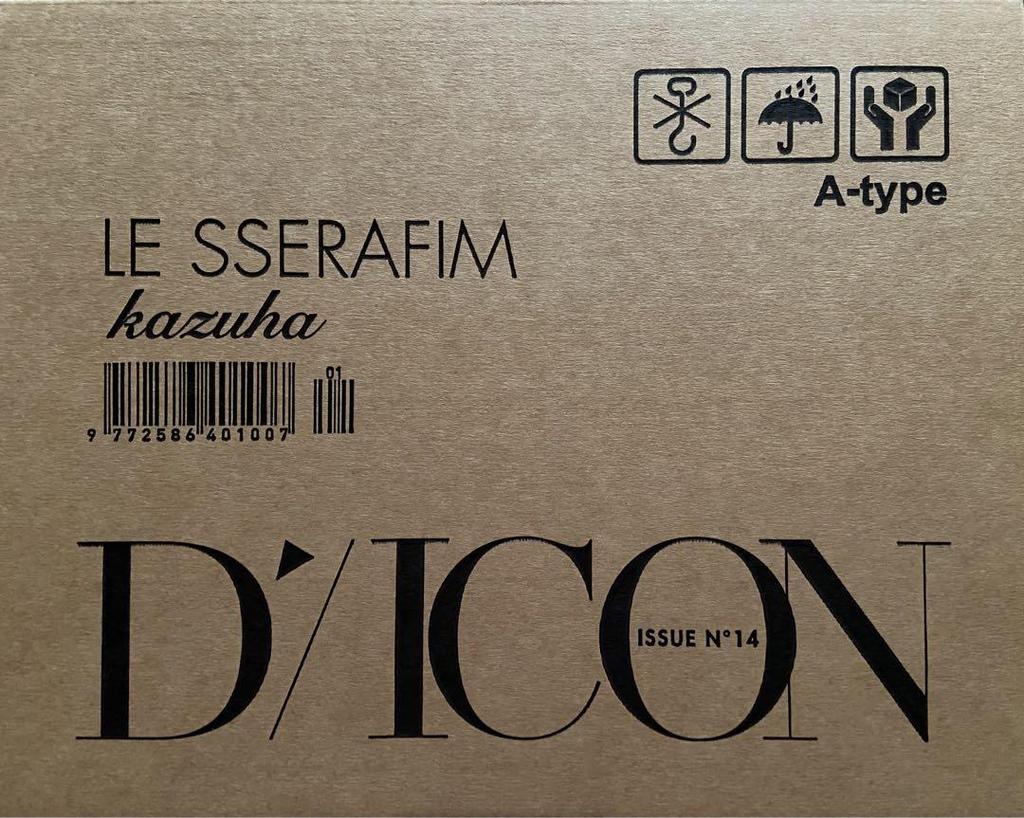 A-type
LE SSERAFIM
kazuha
01
9 772586 401007
D'/ICON
ISSUE N°14